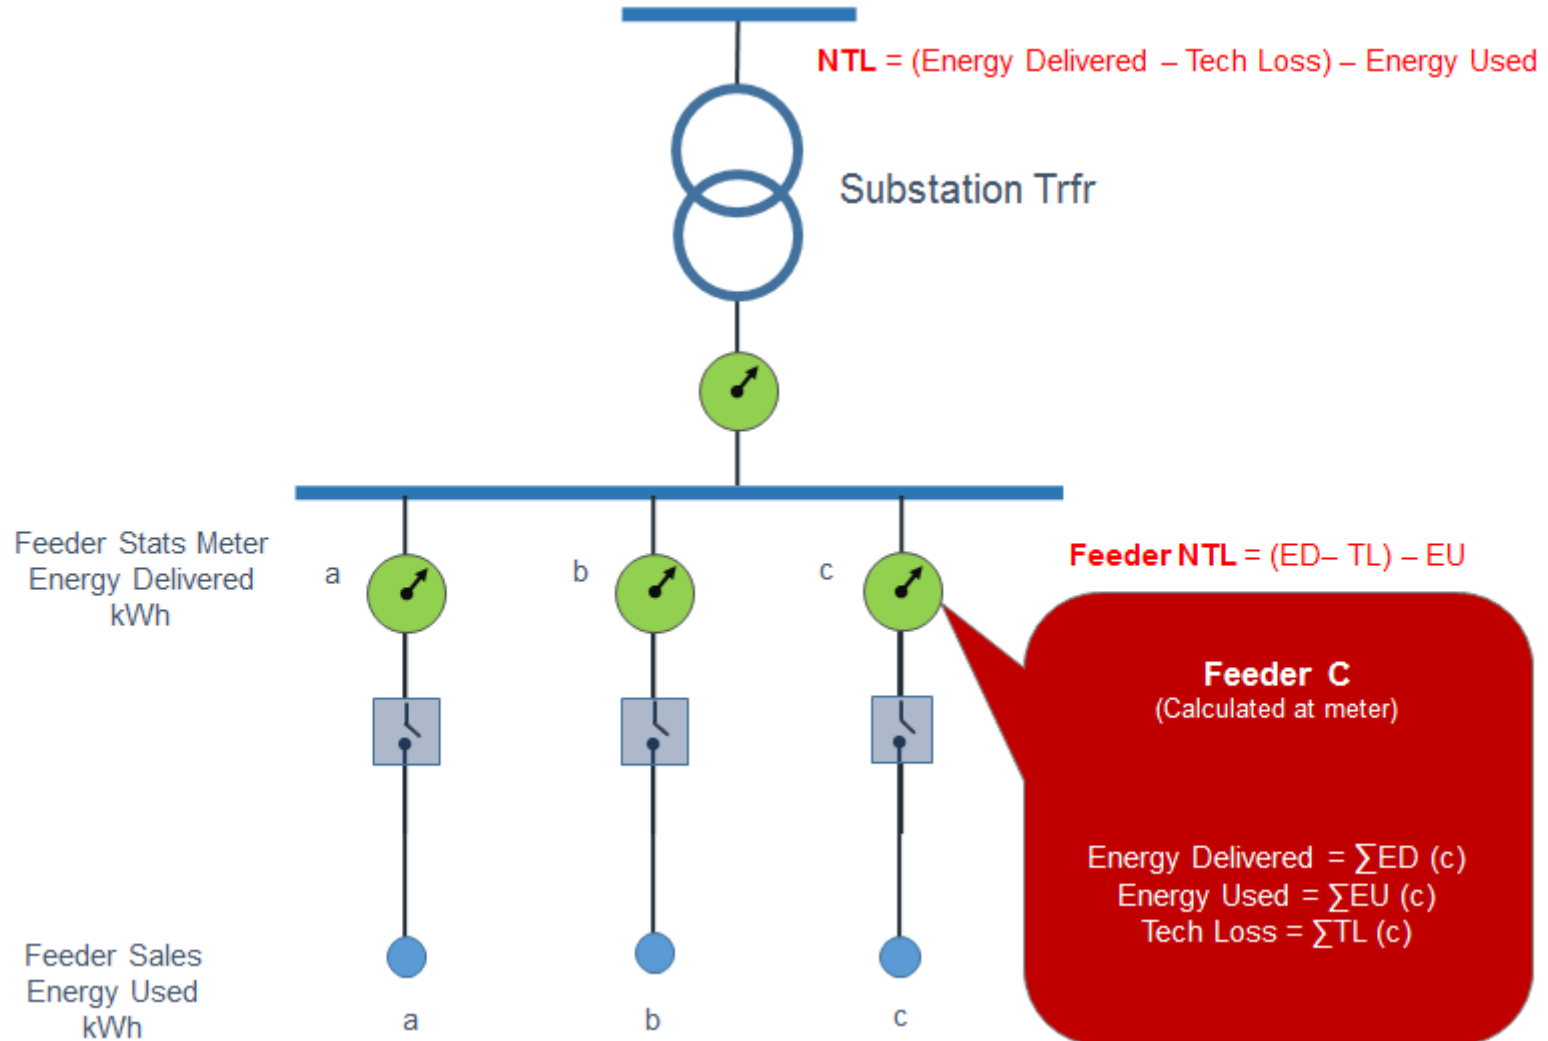 NTL = (Energy Delivered – Tech Loss) – Energy Used
Substation Trfr
Feeder Stats Meter
Energy Delivered
kWh
a
b
c
Feeder NTL = (ED– TL) – EU
Feeder C
(Calculated at meter)
Energy Delivered = ∑ED (c)
Energy Used = ∑EU (c)
Tech Loss = ∑TL (c)
Feeder Sales
Energy Used
kWh
a
b
c